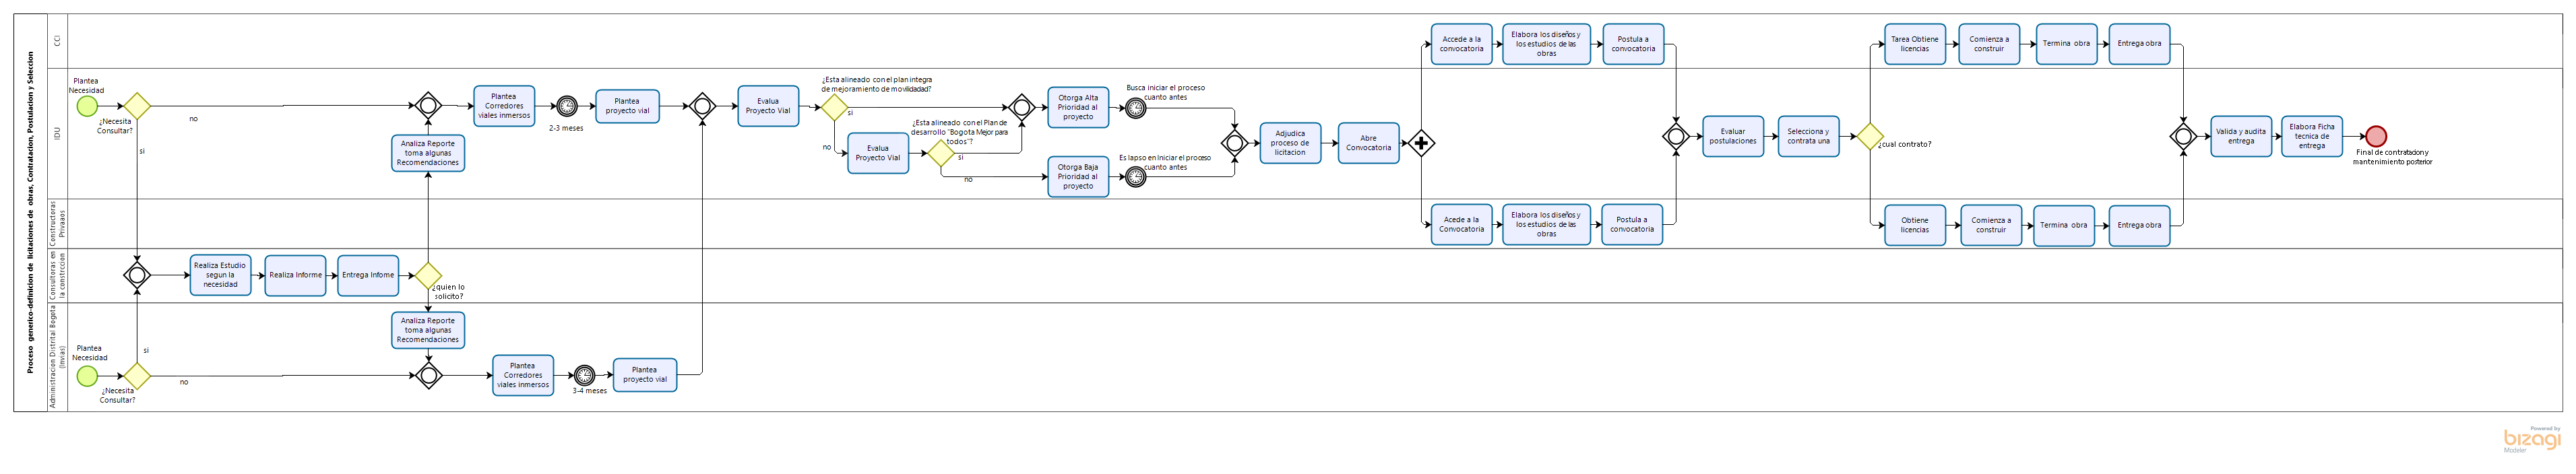 Proceso generico-definicion de licitaciones de obras, Contratacion, Postulacion y Seleccion
CCI
Accede a la
convocatoria
Elabora los diseños y
los estudios de las
obras
Postula a
convocatoria
Tarea Obtiene
licencias
Comienza a
construir
Termina obra
Entrega obra
IDU
Plantea
Necesidad
¿Necesita
Consultar?
no
si
Analiza Reporte
toma algunas
Recomendaciones
Plantea
Corredores
viales inmersos
2-3 meses
Plantea
proyecto vial
Evalua
Proyecto Vial
¿Esta alineado con el plan integra
de mejoramiento de movilidadad?
si
no
Evalua
Proyecto Vial
¿Esta alineado con el Plan de
desarrollo "Bogota Mejor para
todos"?
si
no
Otorga Alta
Prioridad al
proyecto
Busca iniciar el proceso
cuanto antes
Otorga Baja
Prioridad al
proyecto
Es lapso en Iniciar el proceso
cuanto antes
Adjudica
proceso de
licitacion
Abre
Convocatoria
Evaluar
postulaciones
Selecciona y
contrata una
¿cual contrato?
Valida y audita
entrega
Elabora Ficha
tecnica de
entrega
Final de contratadon y
mantenimiento posterior
Constructoras
Privaaos
Acede a la
Convocatoria
Elabora los diseños y
los estudios de las
obras
Postula a
convocatoria
Obtiene
licencias
Comienza a
construir
Termina obra
Entrega obra
Consultoras en
la constrccion
Realiza Estudio
segun la
necesidad
Realiza Informe
Entrega Infome
¿quien lo
solicito?
Administracion Distrital Bogota
(Invias)
Plantea
Necesidad
si
¿Necesita
Consultar?
no
Analiza Reporte
toma algunas
Recomendaciones
Plantea
Corredores
viales inmersos
3-4 meses
Plantea
proyecto vial
Powered by
bizagi
Modeler